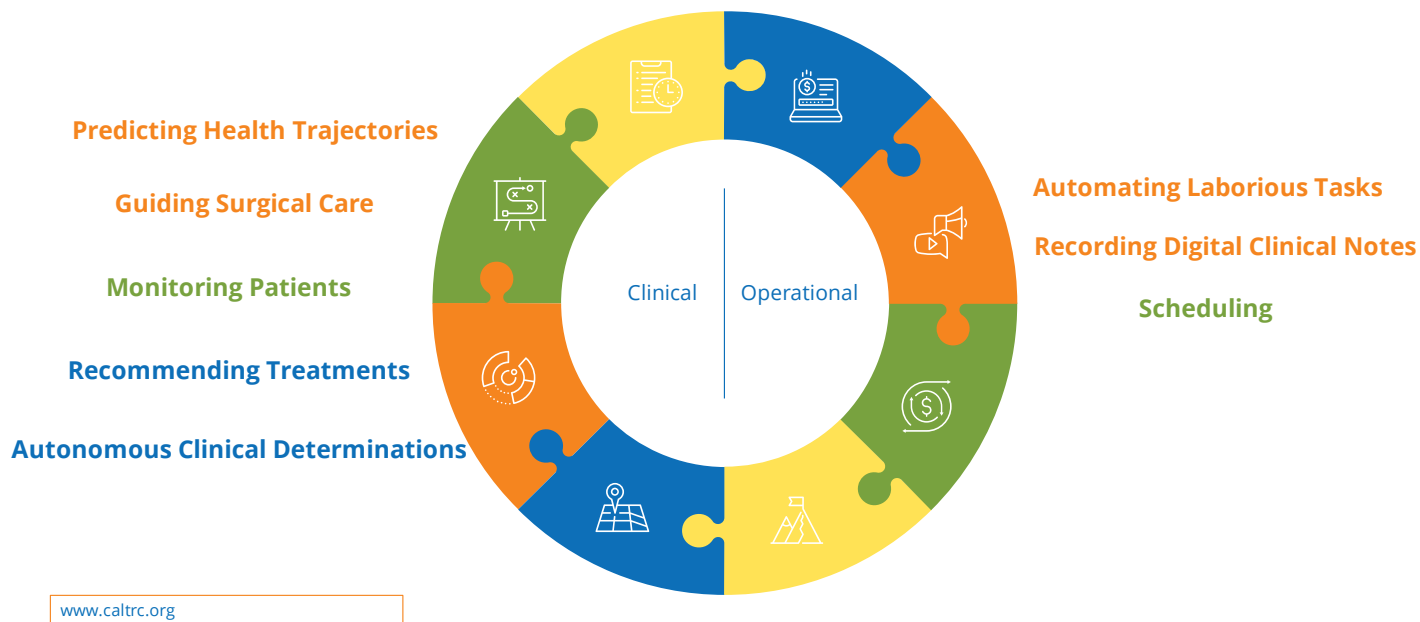 Predicting Health Trajectories
Guiding Surgical Care
Monitoring Patients
Recommending Treatments
Autonomous Clinical Determinations
Clinical
Operational
Automating Laborious Tasks
Recording Digital Clinical Notes
Scheduling
www.caltrc.org